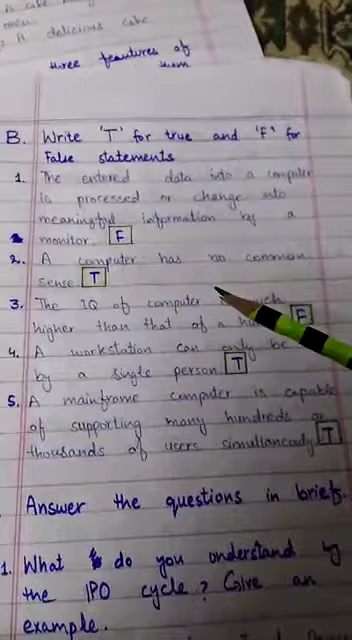 A cake
A delicious cake
three feautures of
them
B. Write 'T' for true and 'F' for
False statements
1. The entered data into a computer
is processed or change into
meaningful information by a
monitor. F
2. A computer has no common
sense. T
3. The IQ of computer
higher than that of a F
4. A workstation can only be
by a single person. T
5. A mainframe computer is capable
of supporting many hundreds or
thousands of users simultaneously. T
Answer the questions in briefs.
1. What do you understand by
the IPO cycle? Give an
example.